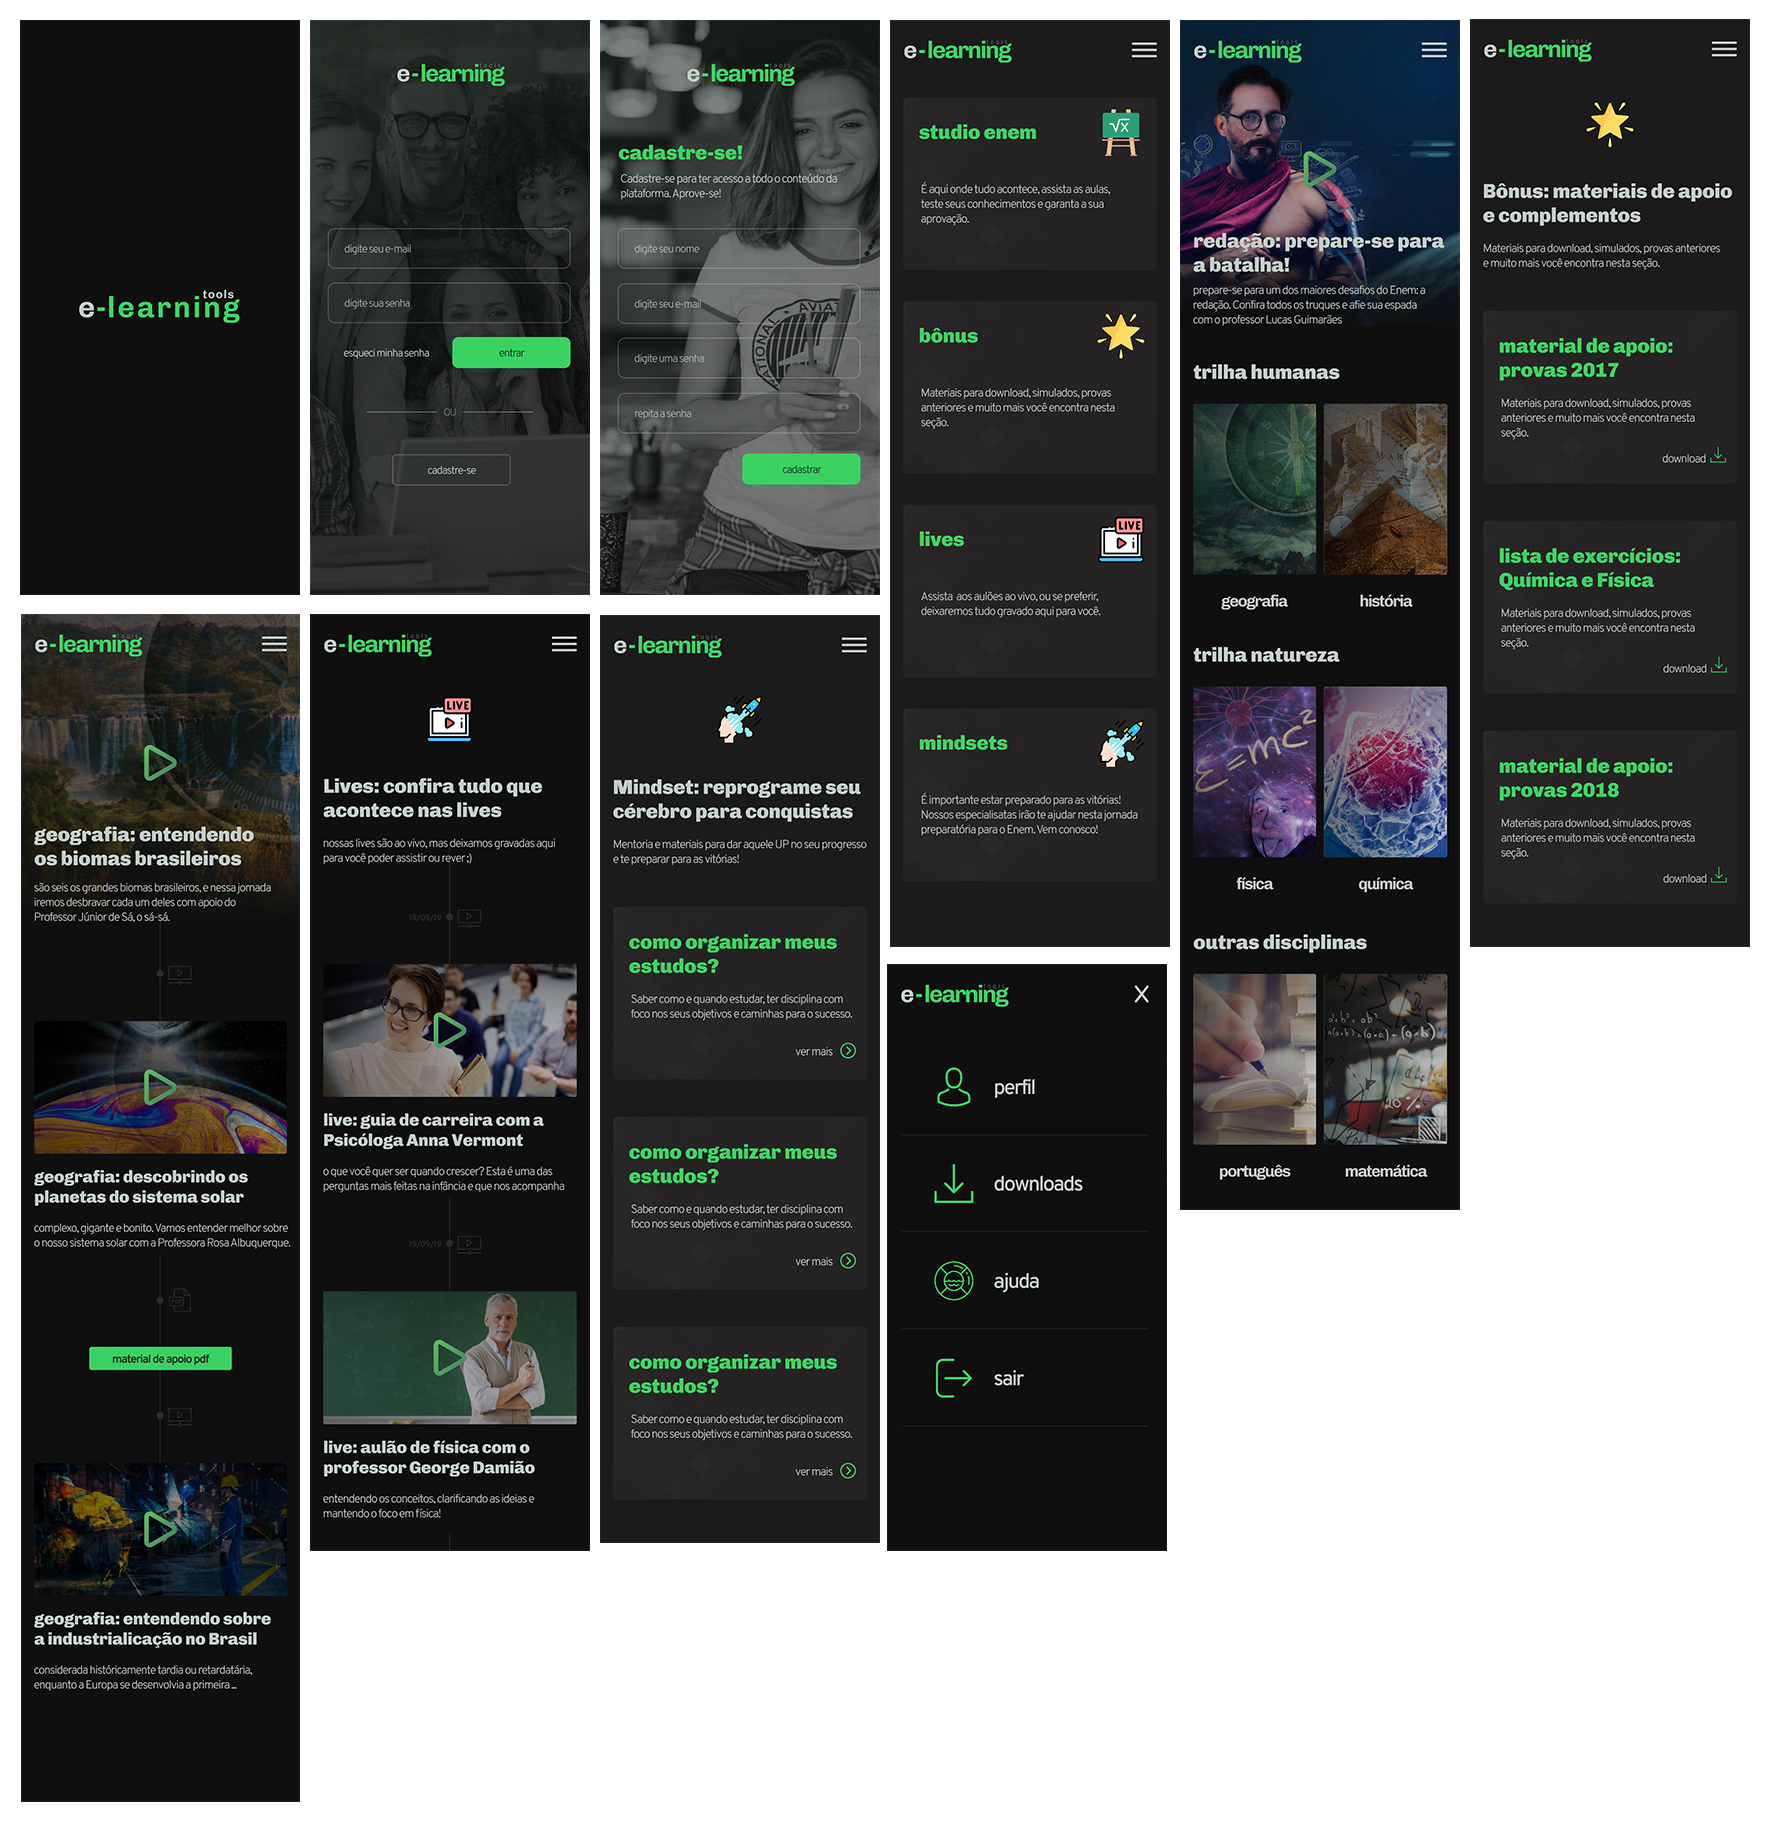 e-learning
tools
e-learning
tools
digite seu e-mail
digite sua senha
esqueci minha senha
entrar
OU
cadastre-se
e-learning
tools
cadastre-se!
Cadastre-se para ter acesso a todo o conteúdo da
plataforma. Aprove-se!
digite seu nome
digite seu e-mail
digite uma senha
repita a senha
cadastrar
AVIAT
NATIONAL
e-learning
tools
studio enem
√x
É aqui onde tudo acontece, assista as aulas,
teste seus conhecimentos e garanta a sua
aprovação.
bônus
Materiais para download, simulados, provas
anteriores e muito mais você encontra nesta
seção.
lives
LIVE
Assista aos aulões ao vivo, ou se preferir,
deixaremos tudo gravado aqui para você.
mindsets
É importante estar preparado para as vitórias!
Nossos especialisatas irão te ajudar nesta jornada
preparatória para o Enem. Vem conosco!
e-learning
tools
redação: prepare-se para
a batalha!
prepare-se para um dos maiores desafios do Enem: a
redação. Confira todos os truques e afie sua espada
com o professor Lucas Guimarães
trilha humanas
geografia
história
trilha natureza
E=mc²
física
química
outras disciplinas
português
matemática
20%
e-learning
tools
Bônus: materiais de apoio
e complementos
Materiais para download, simulados, provas anteriores
e muito mais você encontra nesta seção.
material de apoio:
provas 2017
Materiais para download, simulados, provas
anteriores e muito mais você encontra nesta
seção.
download
lista de exercícios:
Química e Física
Materiais para download, simulados, provas
anteriores e muito mais você encontra nesta
seção.
download
material de apoio:
provas 2018
Materiais para download, simulados, provas
anteriores e muito mais você encontra nesta
seção.
download
e-learning
tools
geografia: entendendo
os biomas brasileiros
são seis os grandes biomas brasileiros, e nessa jornada
iremos desbravar cada um deles com apoio do
Professor Júnior de Sá, o sá-sá.
geografia: descobrindo os
planetas do sistema solar
complexo, gigante e bonito. Vamos entender melhor sobre
o nosso sistema solar com a Professora Rosa Albuquerque.
PDF
material de apoio pdf
geografia: entendendo sobre
a industrialicação no Brasil
considerada históricamente tardia ou retardatária,
enquanto a Europa se desenvolvia a primeira ...
e-learning
tools
LIVE
Lives: confira tudo que
acontece nas lives
nossas lives são ao vivo, mas deixamos gravadas aqui
para você poder assistir ou rever ;)
19/09/19
live: guia de carreira com a
Psicóloga Anna Vermont
o que você quer ser quando crescer? Esta é uma das
perguntas mais feitas na infância e que nos acompanha
19/09/19
live: aulão de física com o
professor George Damião
entendendo os conceitos, clarificando as ideias e
mantendo o foco em física!
e-learning
tools
Mindset: reprograme seu
cérebro para conquistas
Mentoria e materiais para dar aquele UP no seu progresso
e te preparar para as vitórias!
como organizar meus
estudos?
Saber como e quando estudar, ter disciplina com
foco nos seus objetivos e caminhas para o sucesso.
ver mais
como organizar meus
estudos?
Saber como e quando estudar, ter disciplina com
foco nos seus objetivos e caminhas para o sucesso.
ver mais
como organizar meus
estudos?
Saber como e quando estudar, ter disciplina com
foco nos seus objetivos e caminhas para o sucesso.
ver mais
e-learning
tools
X
perfil
downloads
ajuda
sair